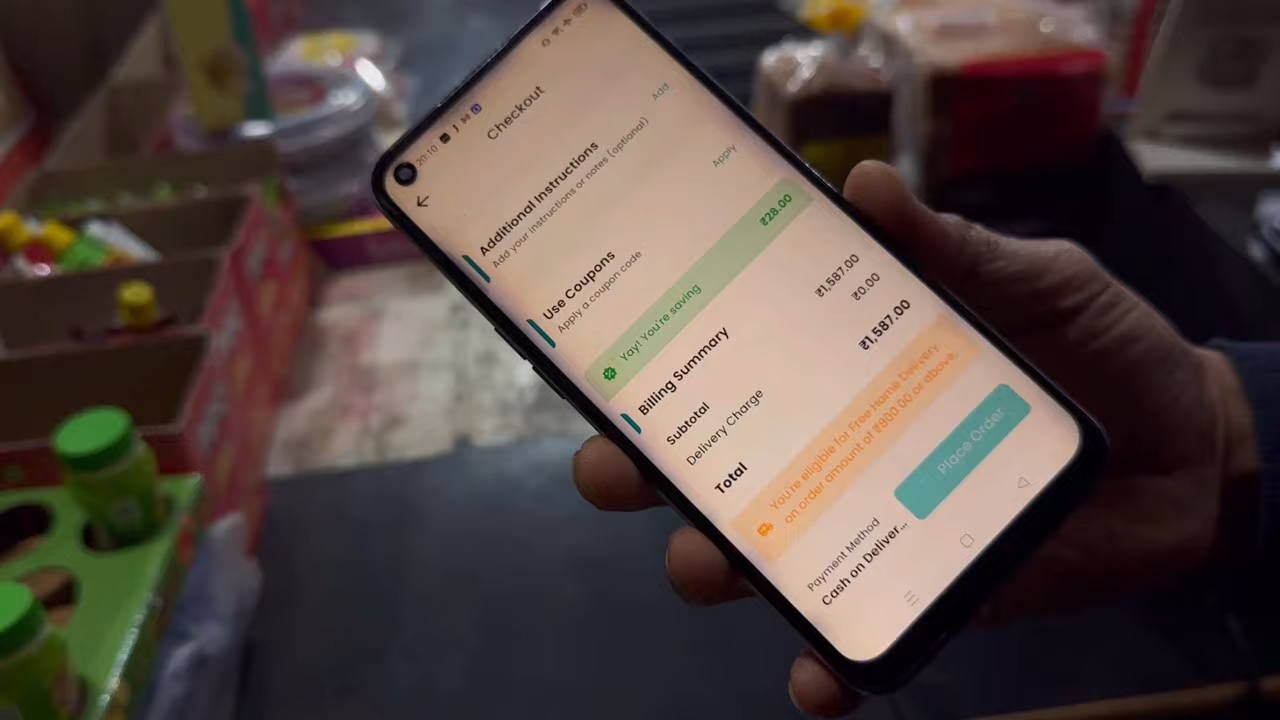 20:10
Checkout
Additional Instructions
Add
Add your instructions or notes (optional)
Use Coupons
Apply
Apply a coupon code
Yay! You're saving ₹28.00
Billing Summary
Subtotal ₹1,587.00
Delivery Charge ₹0.00
Total ₹1,587.00
You're eligible for Free Home Delivery
on order amount of ₹900.00 or above.
Payment Method
Cash on Deliver...
Place Order